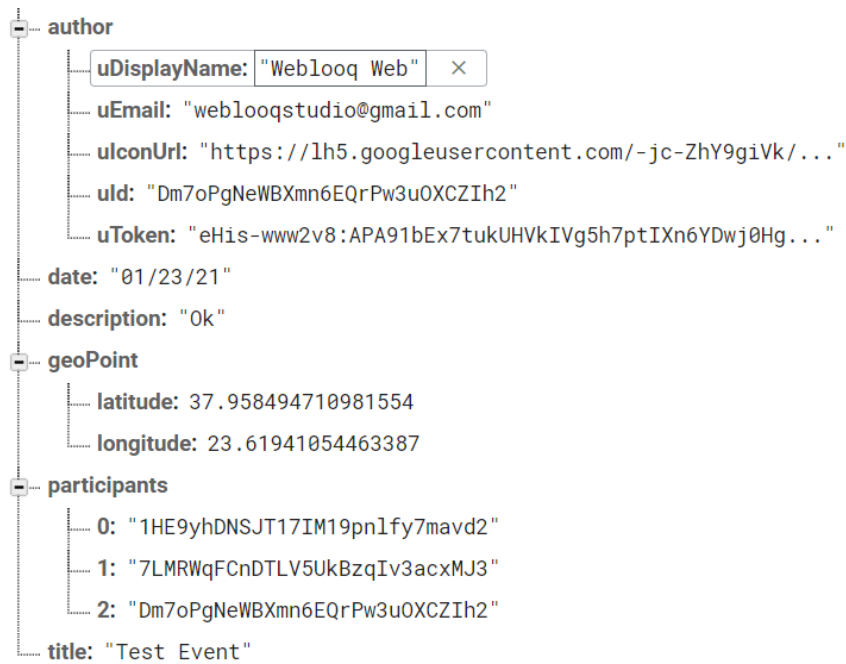 author
uDisplayName: "Weblooq Web" ×
uEmail: "weblooqstudio@gmail.com"
uIconUrl: "https://lh5.googleusercontent.com/-jc-ZhY9giVk/..."
uId: "Dm7oPgNeWBXmn6EQrPw3uOXCZIh2"
uToken: "eHis-www2v8:APA91bEx7tukUHVkIVg5h7ptIXn6YDwj0Hg..."
date: "01/23/21"
description: "Ok"
geoPoint
latitude: 37.958494710981554
longitude: 23.61941054463387
participants
0: "1HE9yhDNSJT17IM19pnlfy7mavd2"
1: "7LMRWqFCnDTLV5UkBzqIv3acxMJ3"
2: "Dm7oPgNeWBXmn6EQrPw3uOXCZIh2"
title: "Test Event"